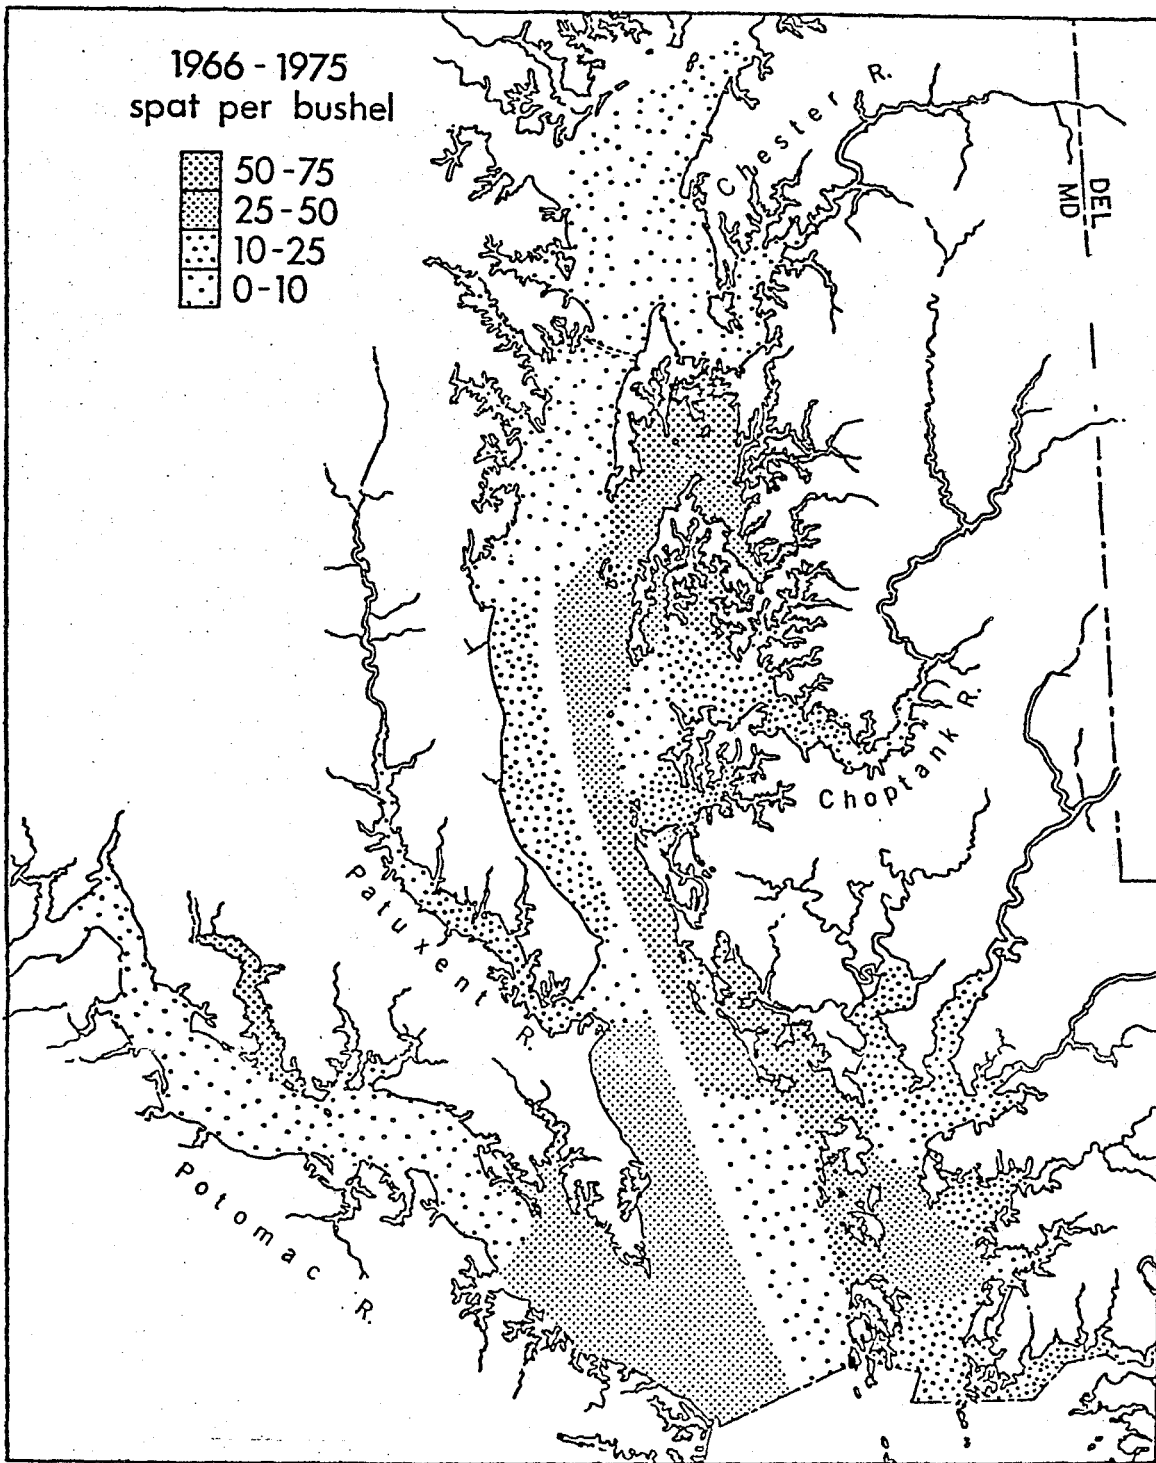 1966 - 1975
spat per bushel
50 - 75
25 - 50
10 - 25
0 - 10
Chester R.
DEL
MD
Choptank R.
Patuxent R.
Potomac R.